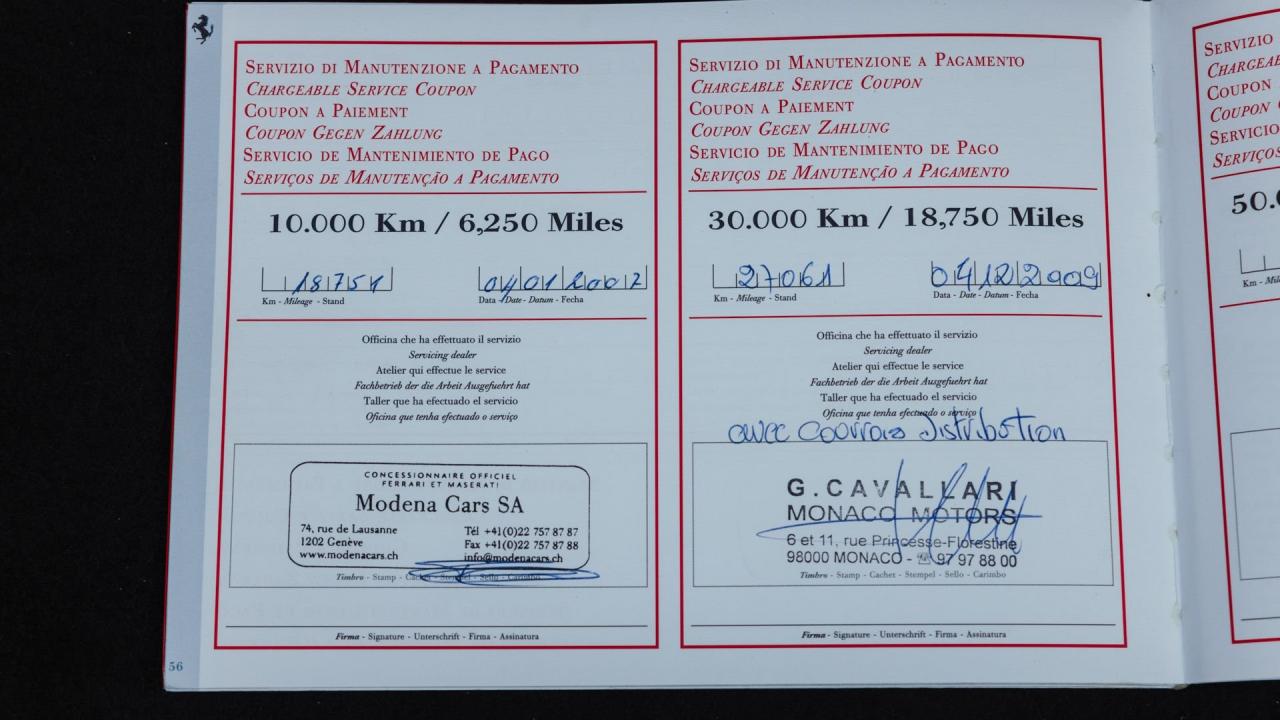 SERVIZIO DI MANUTENZIONE A PAGAMENTO
CHARGEABLE SERVICE COUPON
COUPON A PAIEMENT
COUPON GEGEN ZAHLUNG
SERVICIO DE MANTENIMIENTO DE PAGO
SERVIÇOS DE MANUTENÇÃO A PAGAMENTO
10.000 Km / 6,250 Miles
18751 04012007
Km - Mileage - Stand Data - Date - Datum - Fecha
Officina che ha effettuato il servizio
Servicing dealer
Atelier qui effectue le service
Fachbetrieb der die Arbeit Ausgefuehrt hat
Taller que ha efectuado el servicio
Oficina que tenha efectuado o serviço
CONCESSIONNAIRE OFFICIEL
FERRARI ET MASERATI
Modena Cars SA
74, rue de Lausanne Tél +41(0)22 757 87 87
1202 Genève Fax +41(0)22 757 87 88
www.modenacars.ch info@modenacars.ch
Timbro - Stamp - Cachet - Stempel - Sello - Carimbo
Firma - Signature - Unterschrift - Firma - Assinatura
56
SERVIZIO DI MANUTENZIONE A PAGAMENTO
CHARGEABLE SERVICE COUPON
COUPON A PAIEMENT
COUPON GEGEN ZAHLUNG
SERVICIO DE MANTENIMIENTO DE PAGO
SERVIÇOS DE MANUTENÇÃO A PAGAMENTO
30.000 Km / 18,750 Miles
27061 04122009
Km - Mileage - Stand Data - Date - Datum - Fecha
Officina che ha effettuato il servizio
Servicing dealer
Atelier qui effectue le service
Fachbetrieb der die Arbeit Ausgefuehrt hat
Taller que ha efectuado el servicio
Oficina que tenha efectuado o serviço
avec courroie distribution
G. CAVALLARI
MONACO MOTORS
6 et 11, rue Princesse-Florestine
98000 MONACO - ☏ 97 97 88 00
Timbro - Stamp - Cachet - Stempel - Sello - Carimbo
Firma - Signature - Unterschrift - Firma - Assinatura
SERVIZIO
CHARGEA
COUPON
COUPON
SERVICIO
SERVIÇOS
50.0
Km -